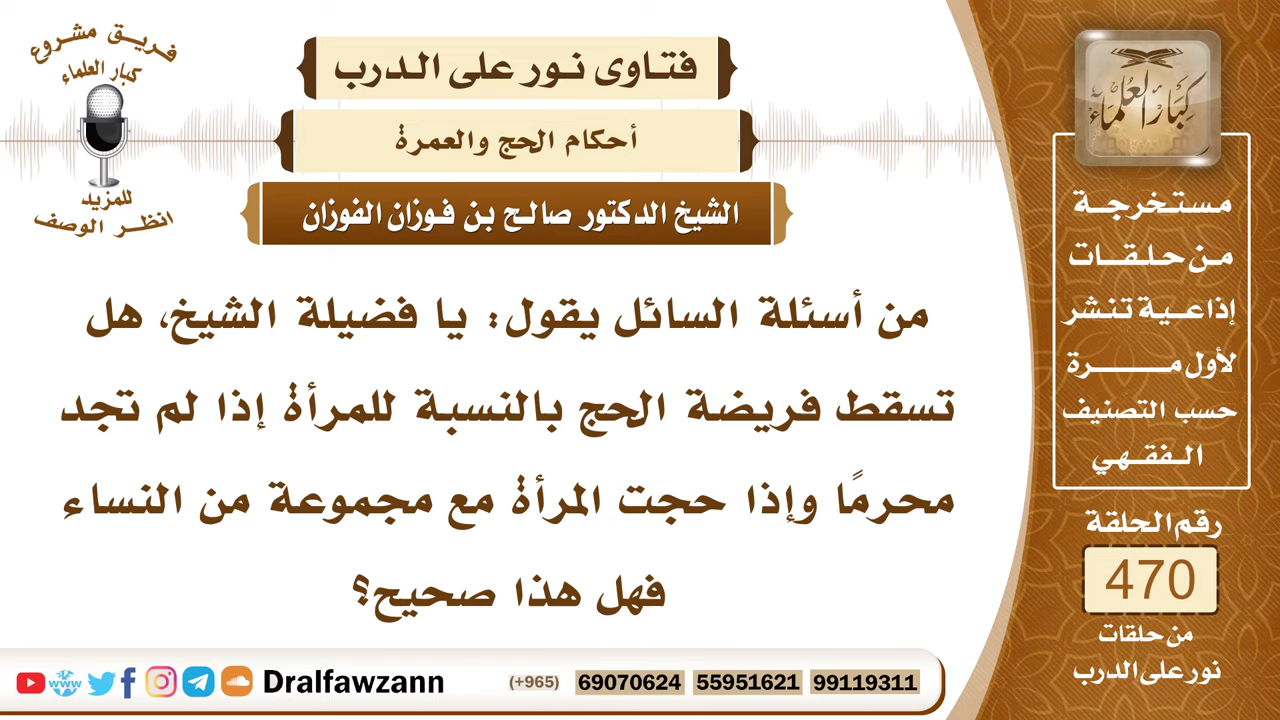 فريق مشروع
كبار العلماء
للمزيد
انظر الوصف
فتاوى نور على الدرب
أحكام الحج والعمرة
الشيخ الدكتور صالح بن فوزان الفوزان
من أسئلة السائل يقول: يا فضيلة الشيخ، هل
تسقط فريضة الحج بالنسبة للمرأة إذا لم تجد
محرمًا وإذا حجت المرأة مع مجموعة من النساء
فهل هذا صحيح؟
كبار العلماء
مستخرجة
من حلقات
إذاعية تنشر
لأول مرة
حسب التصنيف
الفقهي
رقم الحلقة
470
من حلقات
نور على الدرب
www Dralfawzann (+965) 69070624 55951621 99119311